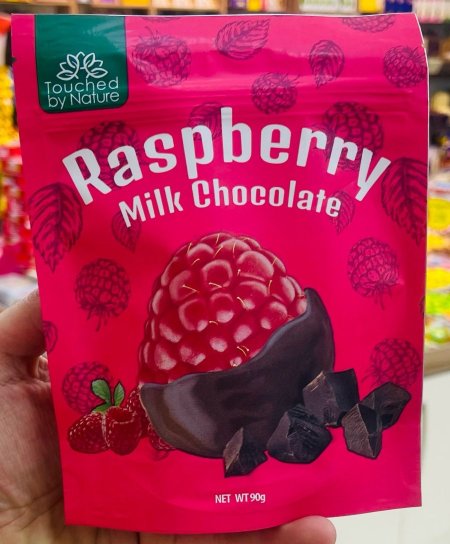 Touched
by Nature
Raspberry
Milk Chocolate
NET WT 90g